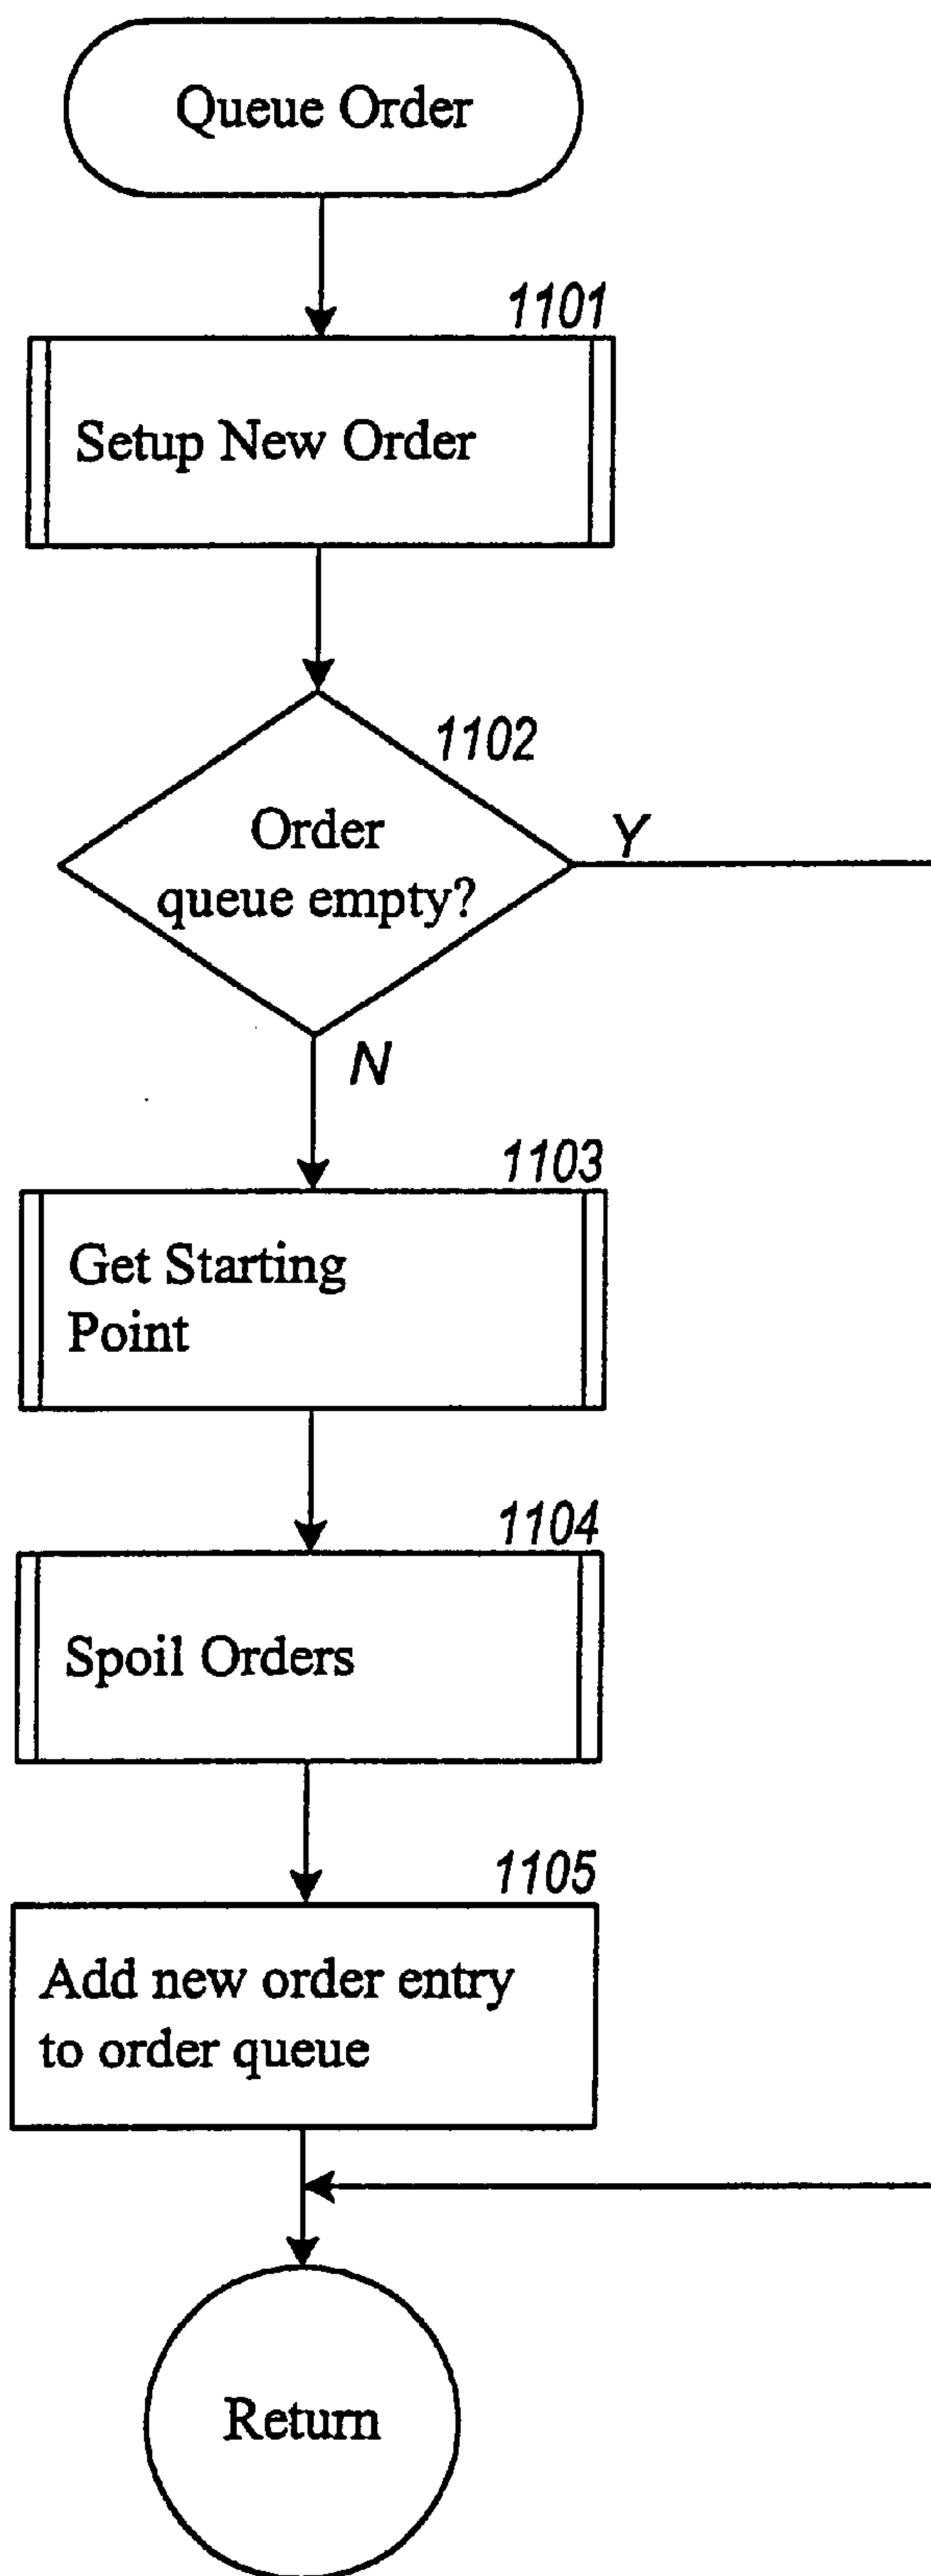 Queue Order
1101
Setup New Order
1102
Order
queue empty?
Y
N
1103
Get Starting
Point
1104
Spoil Orders
1105
Add new order entry
to order queue
Return